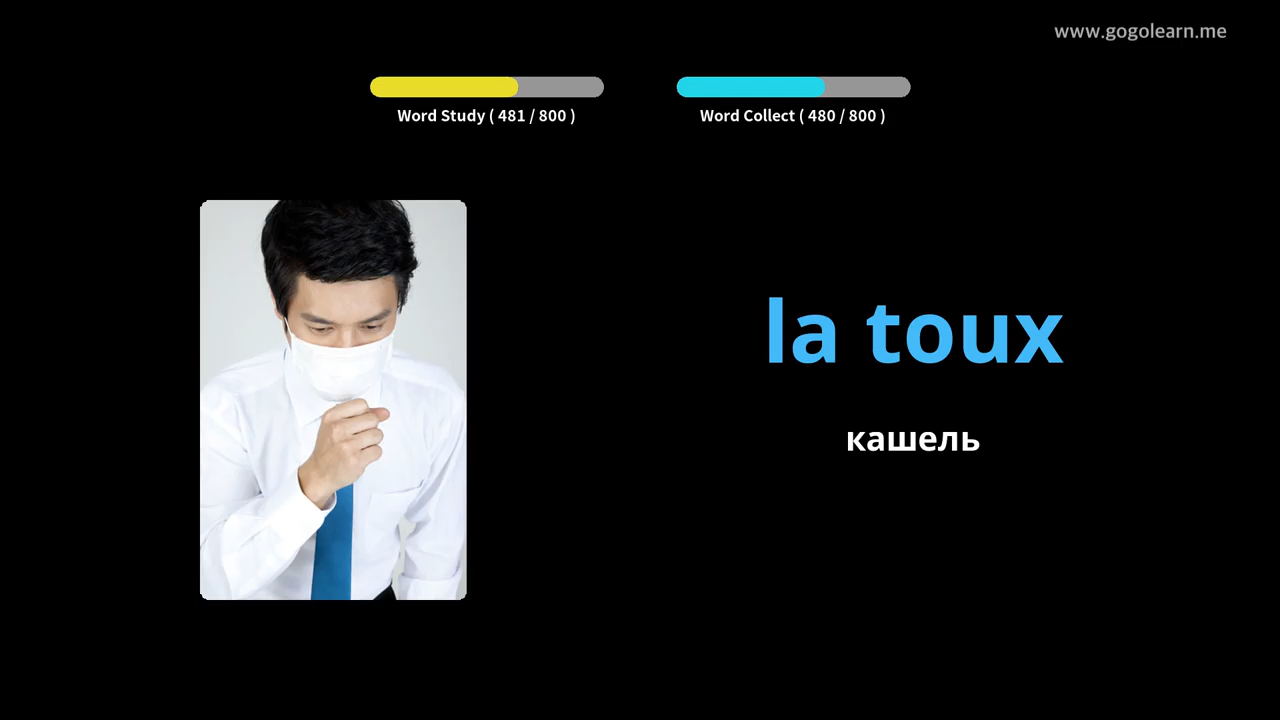 www.gogolearn.me
Word Study ( 481 / 800 )
Word Collect ( 480 / 800 )
la toux
кашель